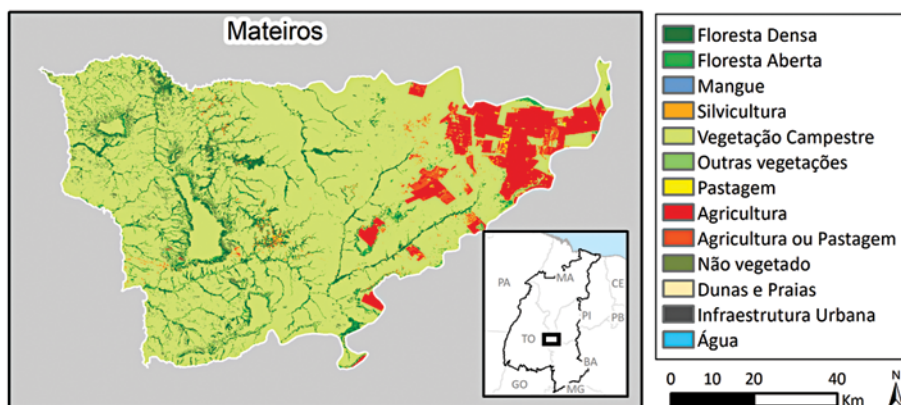 Mateiros
PA
MA
CE
PI
PB
TO
BA
GO
MG
Floresta Densa
Floresta Aberta
Mangue
Silvicultura
Vegetação Campestre
Outras vegetações
Pastagem
Agricultura
Agricultura ou Pastagem
Não vegetado
Dunas e Praias
Infraestrutura Urbana
Água
0 10 20 40
Km
N